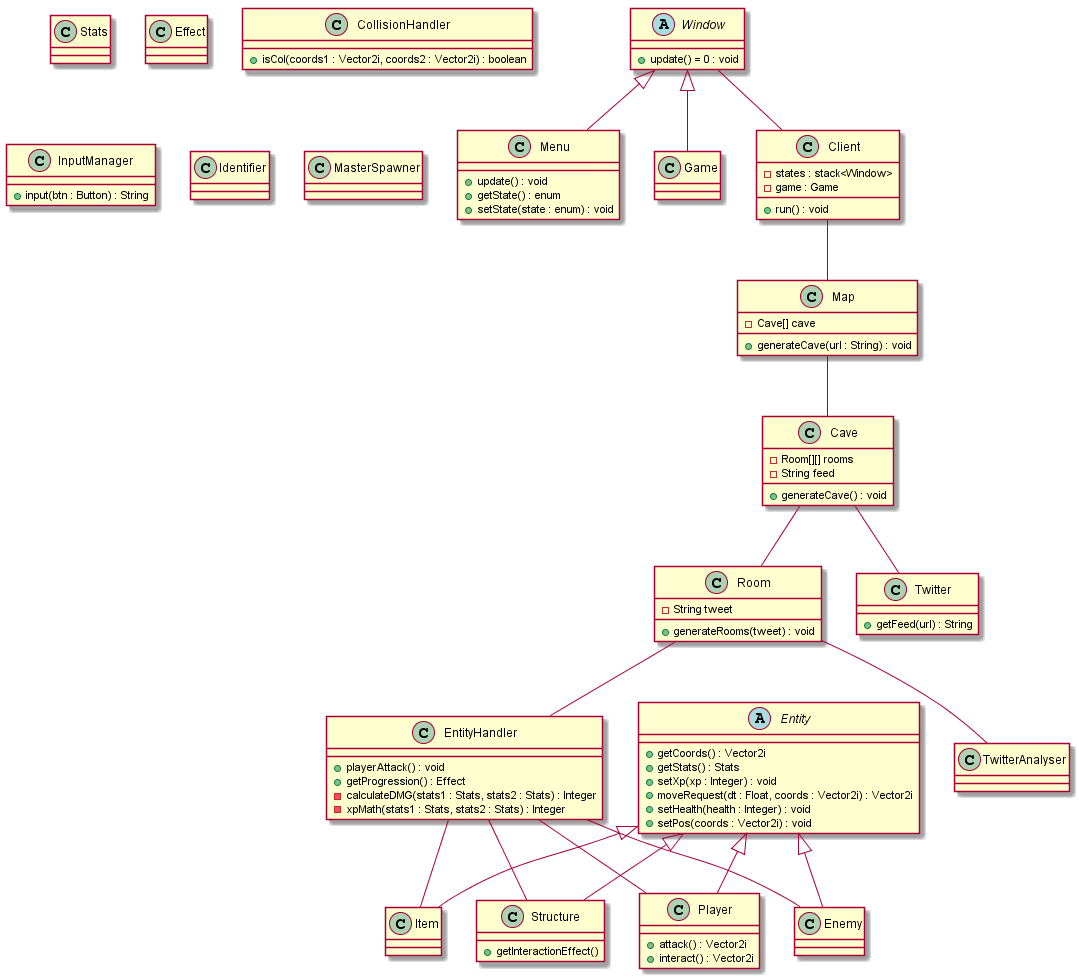 C Stats
C Effect
C CollisionHandler
isCol(coords1 : Vector2i, coords2 : Vector2i) : boolean
A Window
update() = 0 : void
C InputManager
input(btn : Button) : String
C Identifier
C MasterSpawner
C Menu
update() : void
getState() : enum
setState(state : enum) : void
C Game
C Client
states : stack<Window>
game : Game
run() : void
C Map
Cave[] cave
generateCave(url : String) : void
C Cave
Room[][] rooms
String feed
generateCave() : void
C Room
String tweet
generateRooms(tweet) : void
C Twitter
getFeed(url) : String
C EntityHandler
playerAttack() : void
getProgression() : Effect
calculateDMG(stats1 : Stats, stats2 : Stats) : Integer
xpMath(stats1 : Stats, stats2 : Stats) : Integer
A Entity
getCoords() : Vector2i
getStats() : Stats
setXp(xp : Integer) : void
moveRequest(dt : Float, coords : Vector2i) : Vector2i
setHealth(health : Integer) : void
setPos(coords : Vector2i) : void
C TwitterAnalyser
C Item
C Structure
getInteractionEffect()
C Player
attack() : Vector2i
interact() : Vector2i
C Enemy